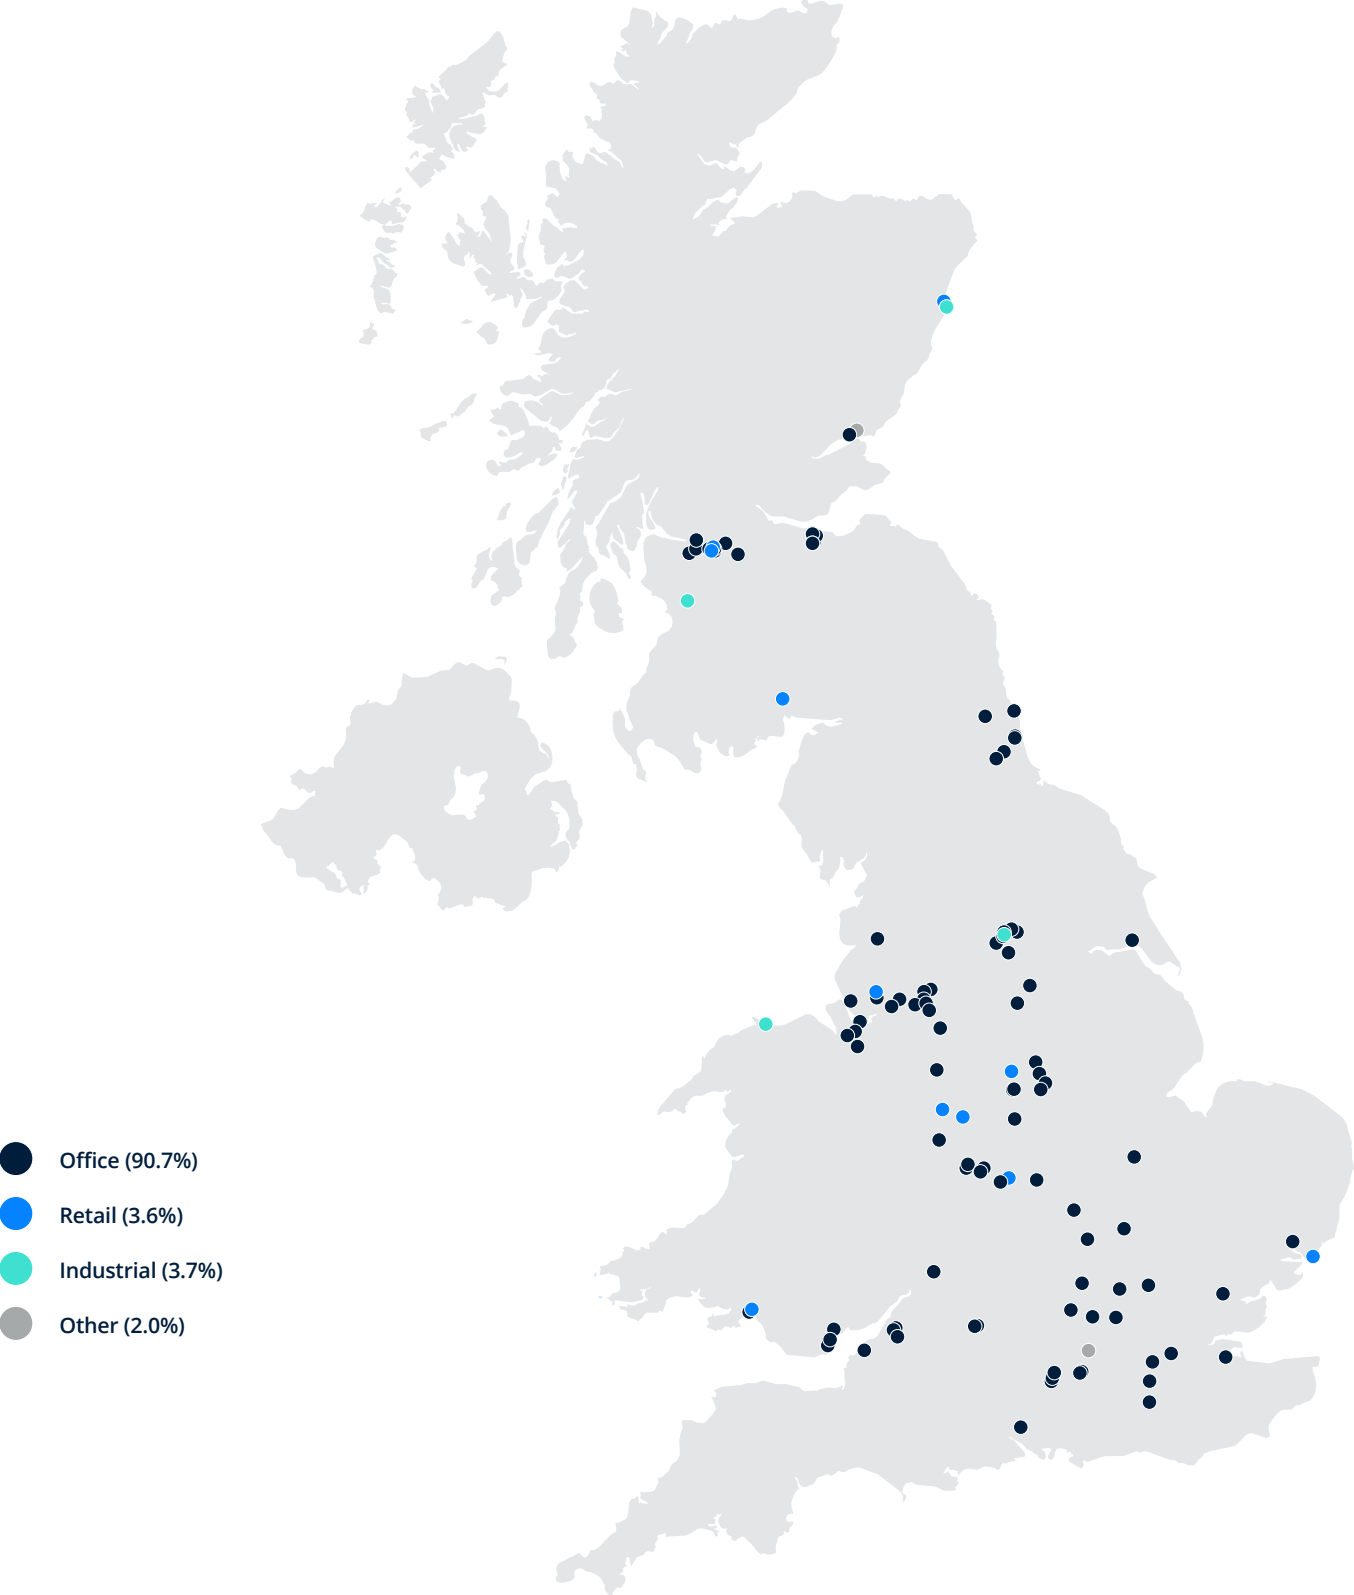 Office (90.7%)
Retail (3.6%)
Industrial (3.7%)
Other (2.0%)